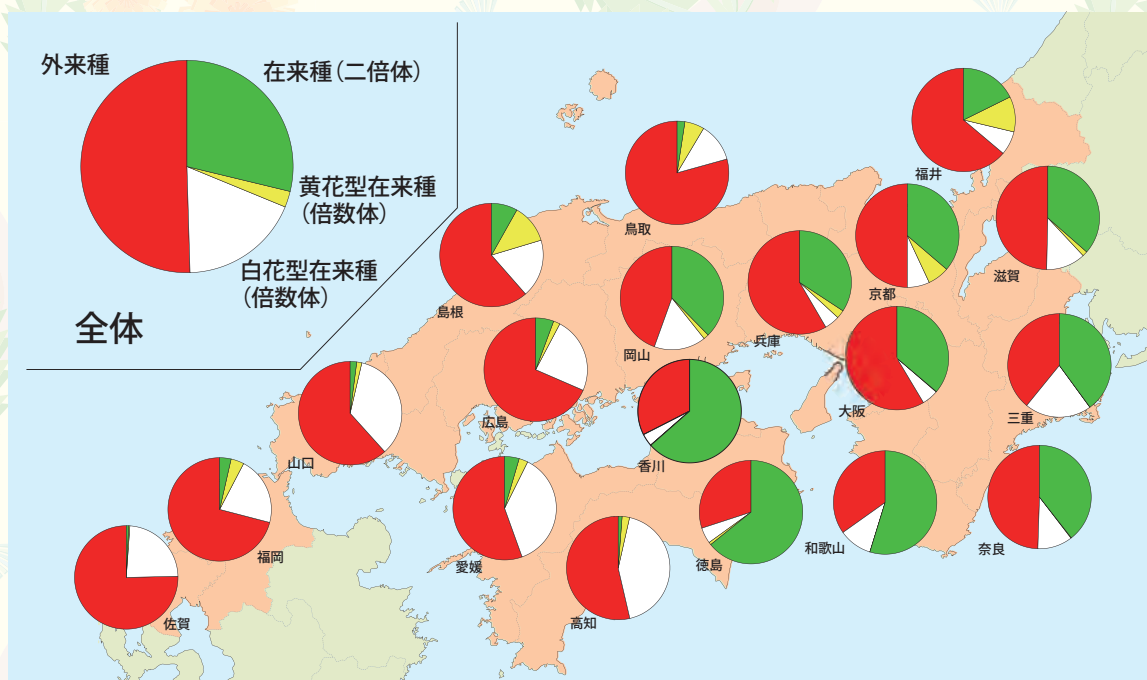 外来種
在来種（二倍体）
黄花型在来種
（倍数体）
白花型在来種
（倍数体）
全体
福井
鳥取
滋賀
京都
島根
岡山
兵庫
大阪
三重
広島
香川
山口
福岡
愛媛
徳島
和歌山
奈良
佐賀
高知